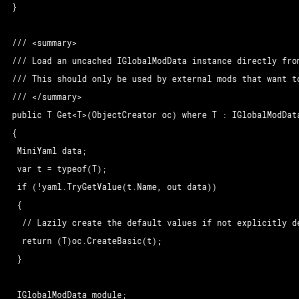 }
/// <summary>
/// Load an uncached IGlobalModData instance directly from
/// This should only be used by external mods that want to
/// </summary>
public T Get<T>(ObjectCreator oc) where T : IGlobalModData
{
MiniYaml data;
var t = typeof(T);
if (!yaml.TryGetValue(t.Name, out data))
{
// Lazily create the default values if not explicitly de
return (T)oc.CreateBasic(t);
}
IGlobalModData module;